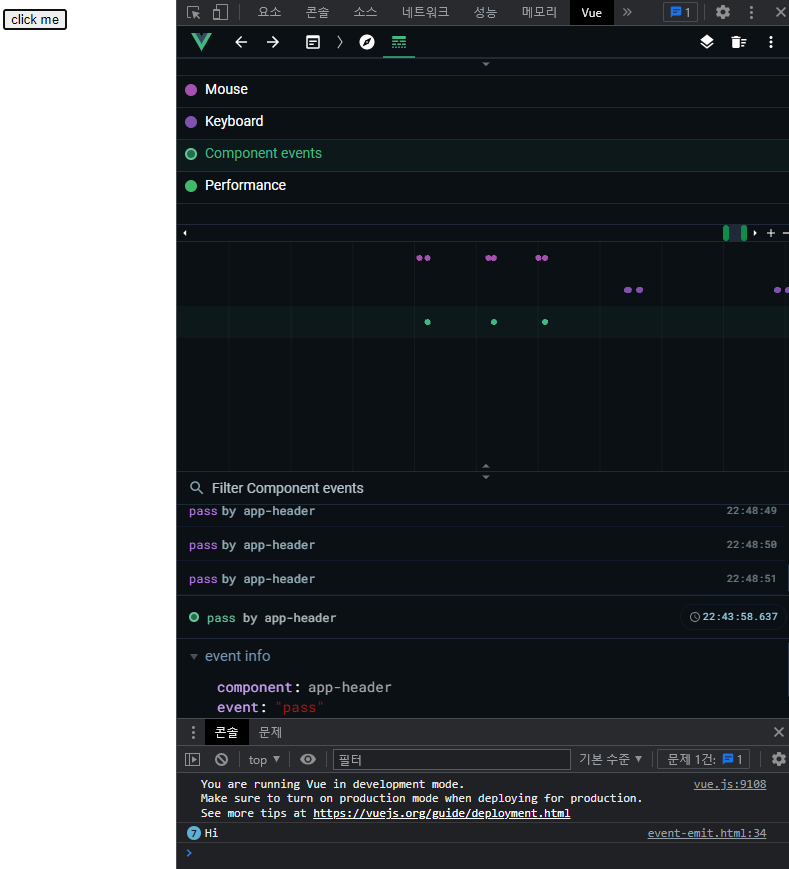 click me
요소 콘솔 소스 네트워크 성능 메모리 Vue 1
Mouse
Keyboard
Component events
Performance
Filter Component events
pass by app-header 22:48:49
pass by app-header 22:48:50
pass by app-header 22:48:51
pass by app-header 22:43:58.637
event info
component: app-header
event: "pass"
콘솔 문제
top ▼ 필터 기본 수준 ▼ 문제 1건: 1
You are running Vue in development mode. vue.js:9108
Make sure to turn on production mode when deploying for production.
See more tips at https://vuejs.org/guide/deployment.html
7 Hi event-emit.html:34